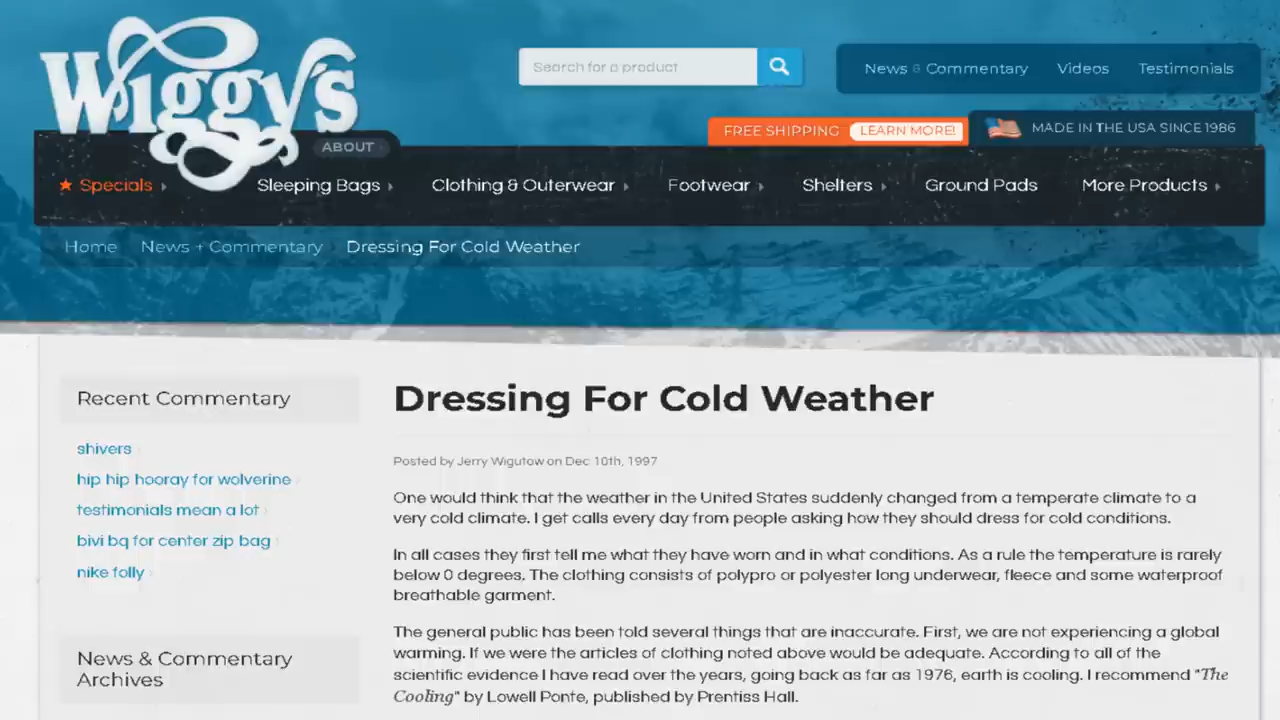 Wiggy's
Search for a product
News & Commentary
Videos
Testimonials
FREE SHIPPING LEARN MORE!
MADE IN THE USA SINCE 1986
ABOUT
★ Specials
Sleeping Bags
Clothing & Outerwear
Footwear
Shelters
Ground Pads
More Products
Home
News + Commentary
Dressing For Cold Weather
Recent Commentary
shivers
hip hip hooray for wolverine
testimonials mean a lot
bivi bq for center zip bag
nike folly
News & Commentary
Archives
Dressing For Cold Weather
Posted by Jerry Wigutow on Dec 10th, 1997
One would think that the weather in the United States suddenly changed from a temperate climate to a
very cold climate. I get calls every day from people asking how they should dress for cold conditions.
In all cases they first tell me what they have worn and in what conditions. As a rule the temperature is rarely
below 0 degrees. The clothing consists of polypro or polyester long underwear, fleece and some waterproof
breathable garment.
The general public has been told several things that are inaccurate. First, we are not experiencing a global
warming. If we were the articles of clothing noted above would be adequate. According to all of the
scientific evidence I have read over the years, going back as far as 1976, earth is cooling. I recommend "The
Cooling" by Lowell Ponte, published by Prentiss Hall.